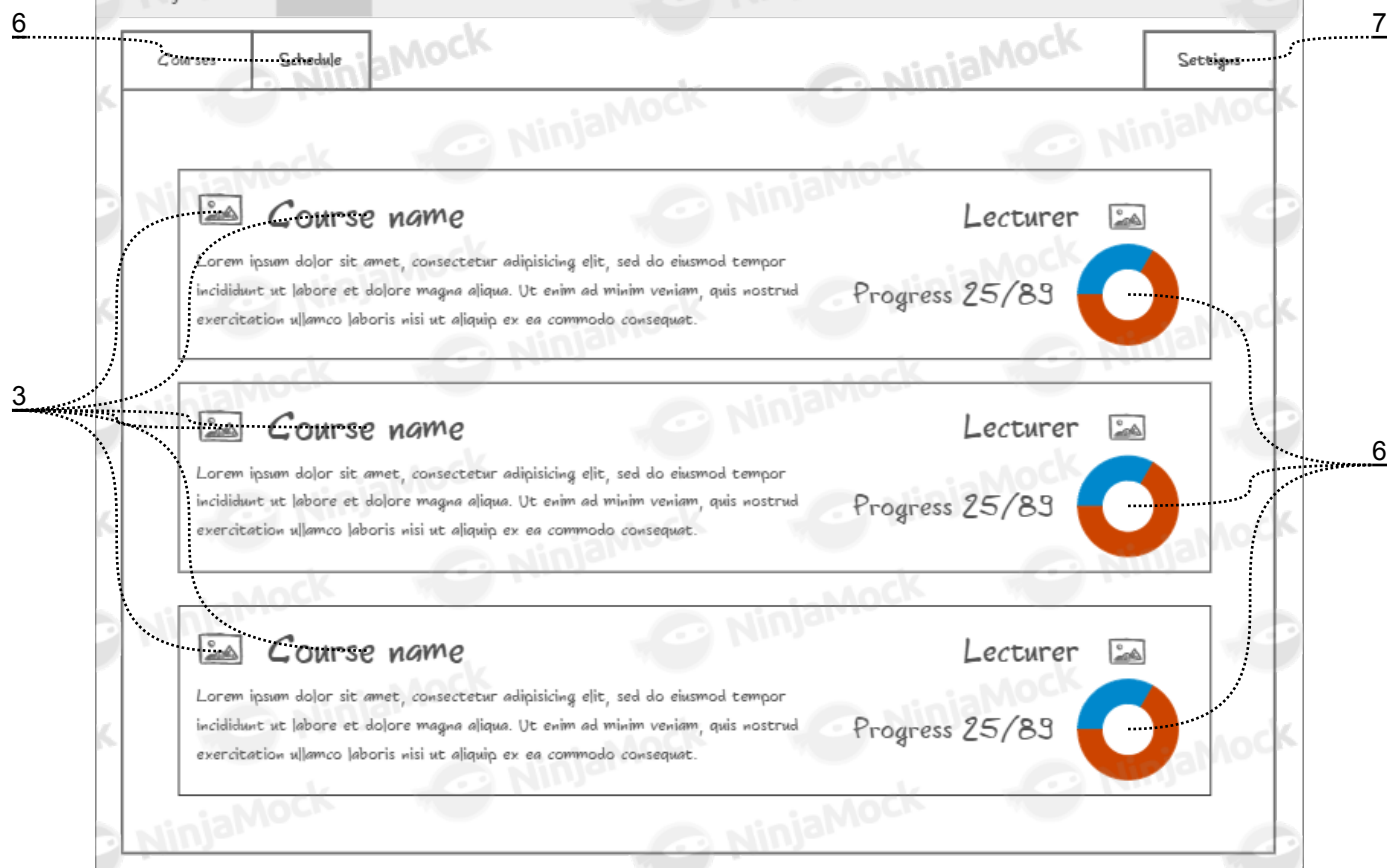 6
7
Courses
Schedule
Settigns
Course name
Lecturer
Lorem ipsum dolor sit amet, consectetur adipisicing elit, sed do eiusmod tempor
incididunt ut labore et dolore magna aliqua. Ut enim ad minim veniam, quis nostrud
exercitation ullamco laboris nisi ut aliquip ex ea commodo consequat.
Progress 25/89
3
Course name
Lecturer
Lorem ipsum dolor sit amet, consectetur adipisicing elit, sed do eiusmod tempor
incididunt ut labore et dolore magna aliqua. Ut enim ad minim veniam, quis nostrud
exercitation ullamco laboris nisi ut aliquip ex ea commodo consequat.
Progress 25/89
6
Course name
Lecturer
Lorem ipsum dolor sit amet, consectetur adipisicing elit, sed do eiusmod tempor
incididunt ut labore et dolore magna aliqua. Ut enim ad minim veniam, quis nostrud
exercitation ullamco laboris nisi ut aliquip ex ea commodo consequat.
Progress 25/89
NinjaMock